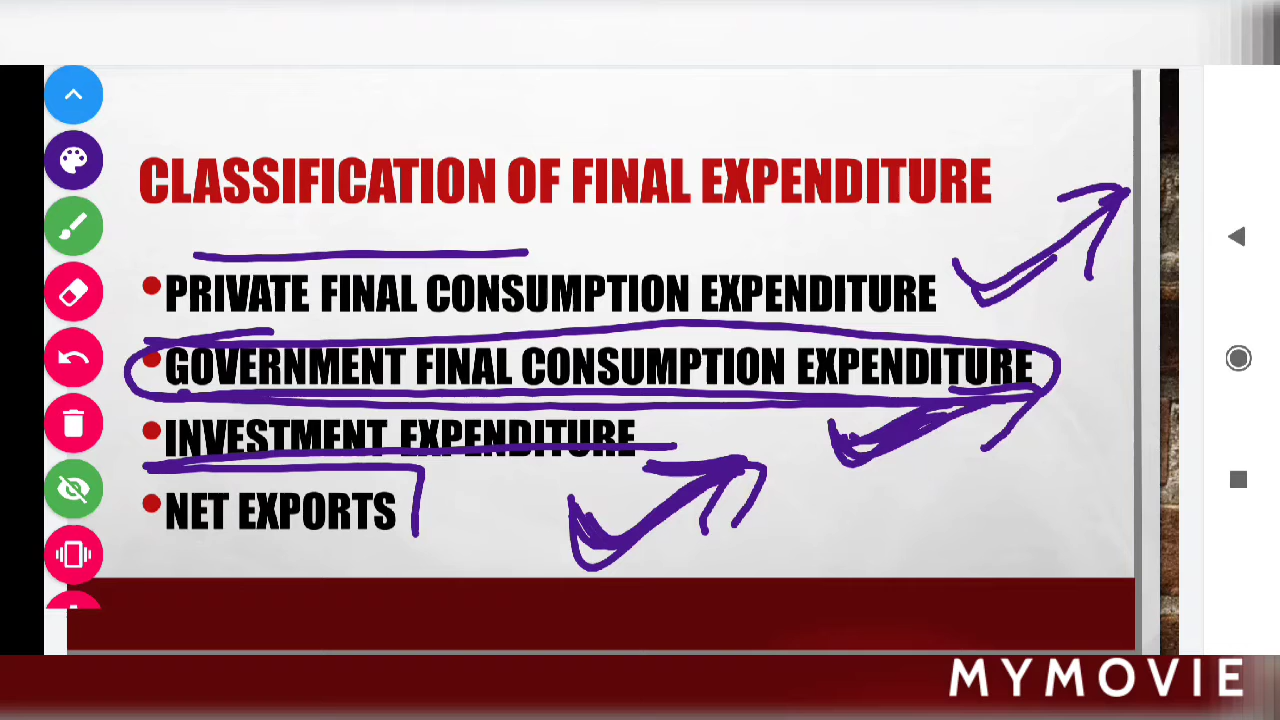 CLASSIFICATION OF FINAL EXPENDITURE
•PRIVATE FINAL CONSUMPTION EXPENDITURE
•GOVERNMENT FINAL CONSUMPTION EXPENDITURE
•INVESTMENT EXPENDITURE
•NET EXPORTS
MYMOVIE